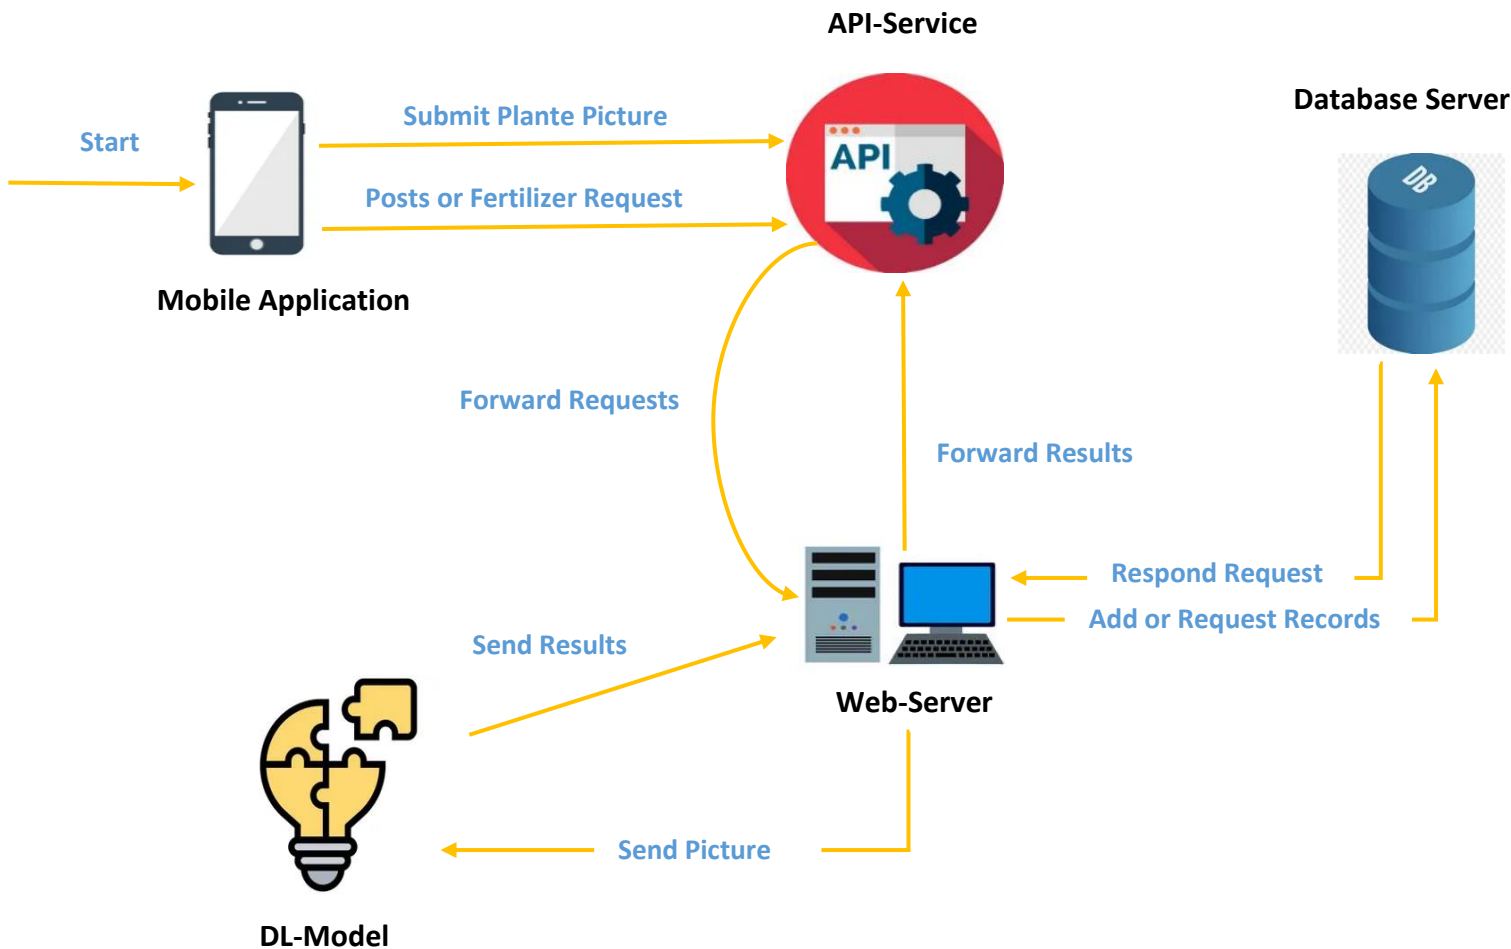 API-Service
Database Server
Start
Submit Plante Picture
API
DB
Posts or Fertilizer Request
Mobile Application
Forward Requests
Forward Results
Respond Request
Add or Request Records
Send Results
Web-Server
Send Picture
DL-Model